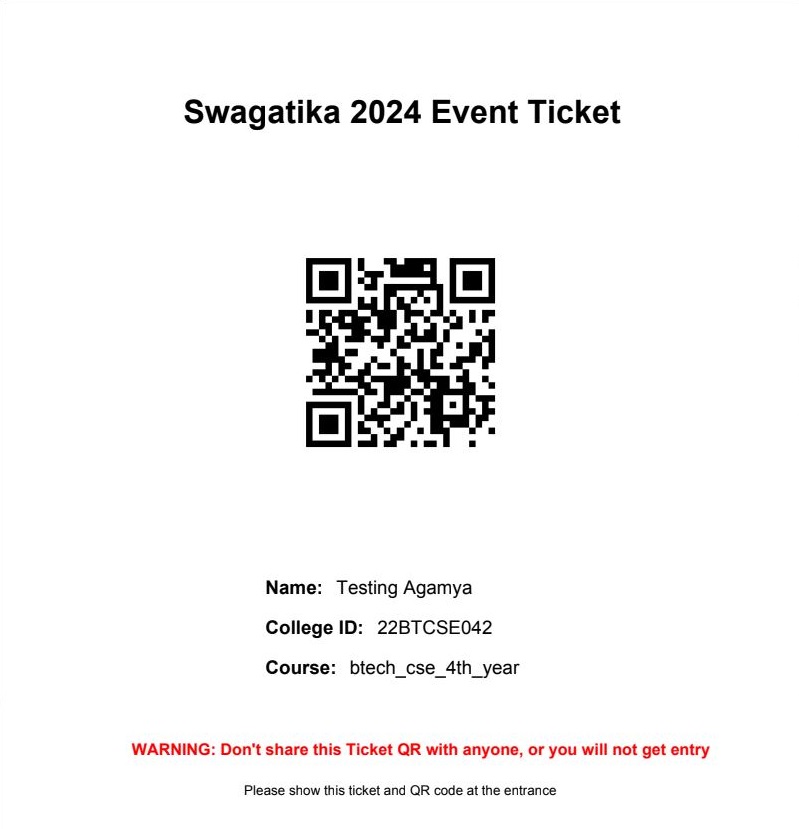 Swagatika 2024 Event Ticket
Name: Testing Agamya
College ID: 22BTCSE042
Course: btech_cse_4th_year
WARNING: Don't share this Ticket QR with anyone, or you will not get entry
Please show this ticket and QR code at the entrance